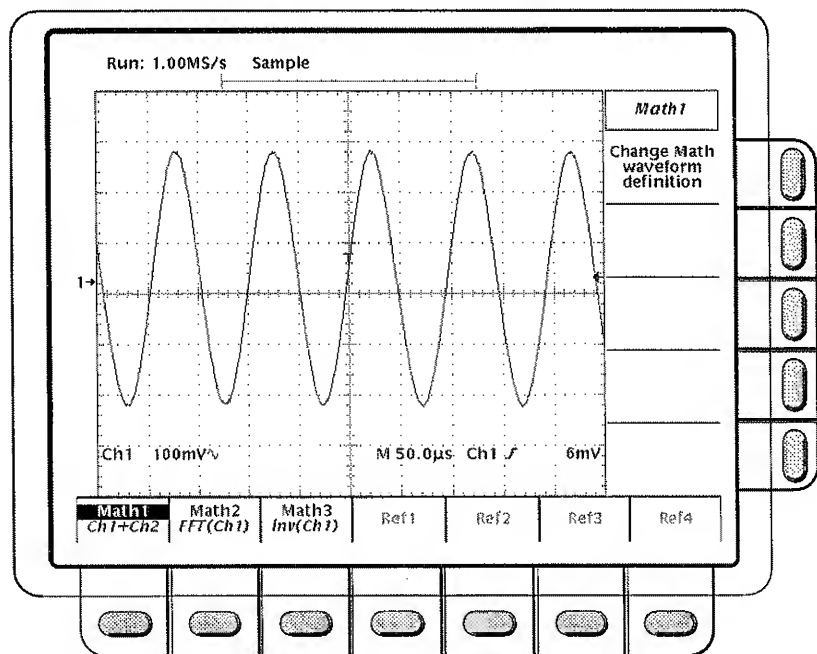 Run: 1.00MS/s Sample
Math1
Change Math
waveform
definition
T
1→
Ch1 100mV∿ M 50.0µs Ch1 ƒ 6mV
Math1
Ch1+Ch2
Math2
FFT(Ch1)
Math3
Inv(Ch1)
Ref1
Ref2
Ref3
Ref4